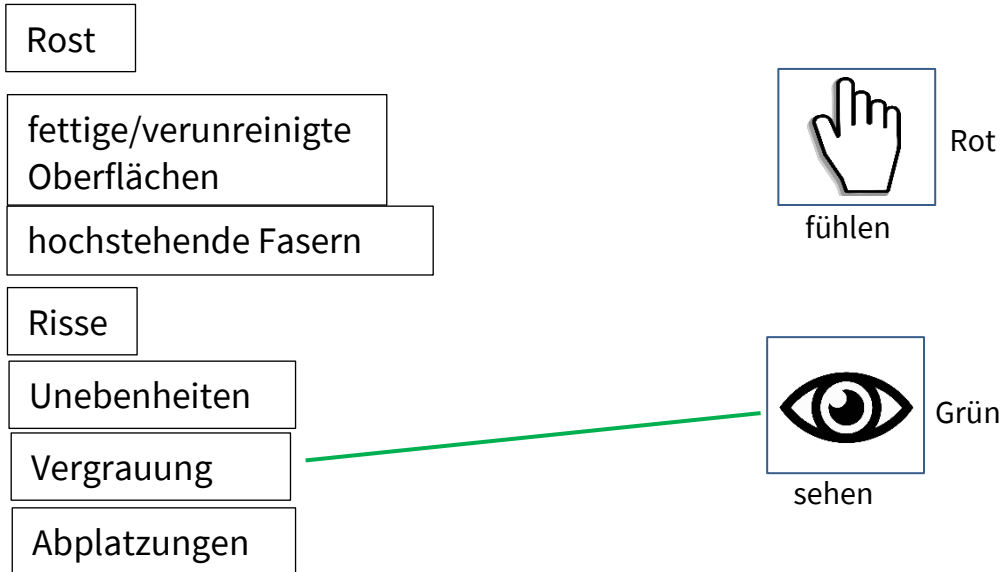 Rost
fettige/verunreinigte
Oberflächen
hochstehende Fasern
Risse
Unebenheiten
Vergrauung
Abplatzungen
Rot
fühlen
Grün
sehen